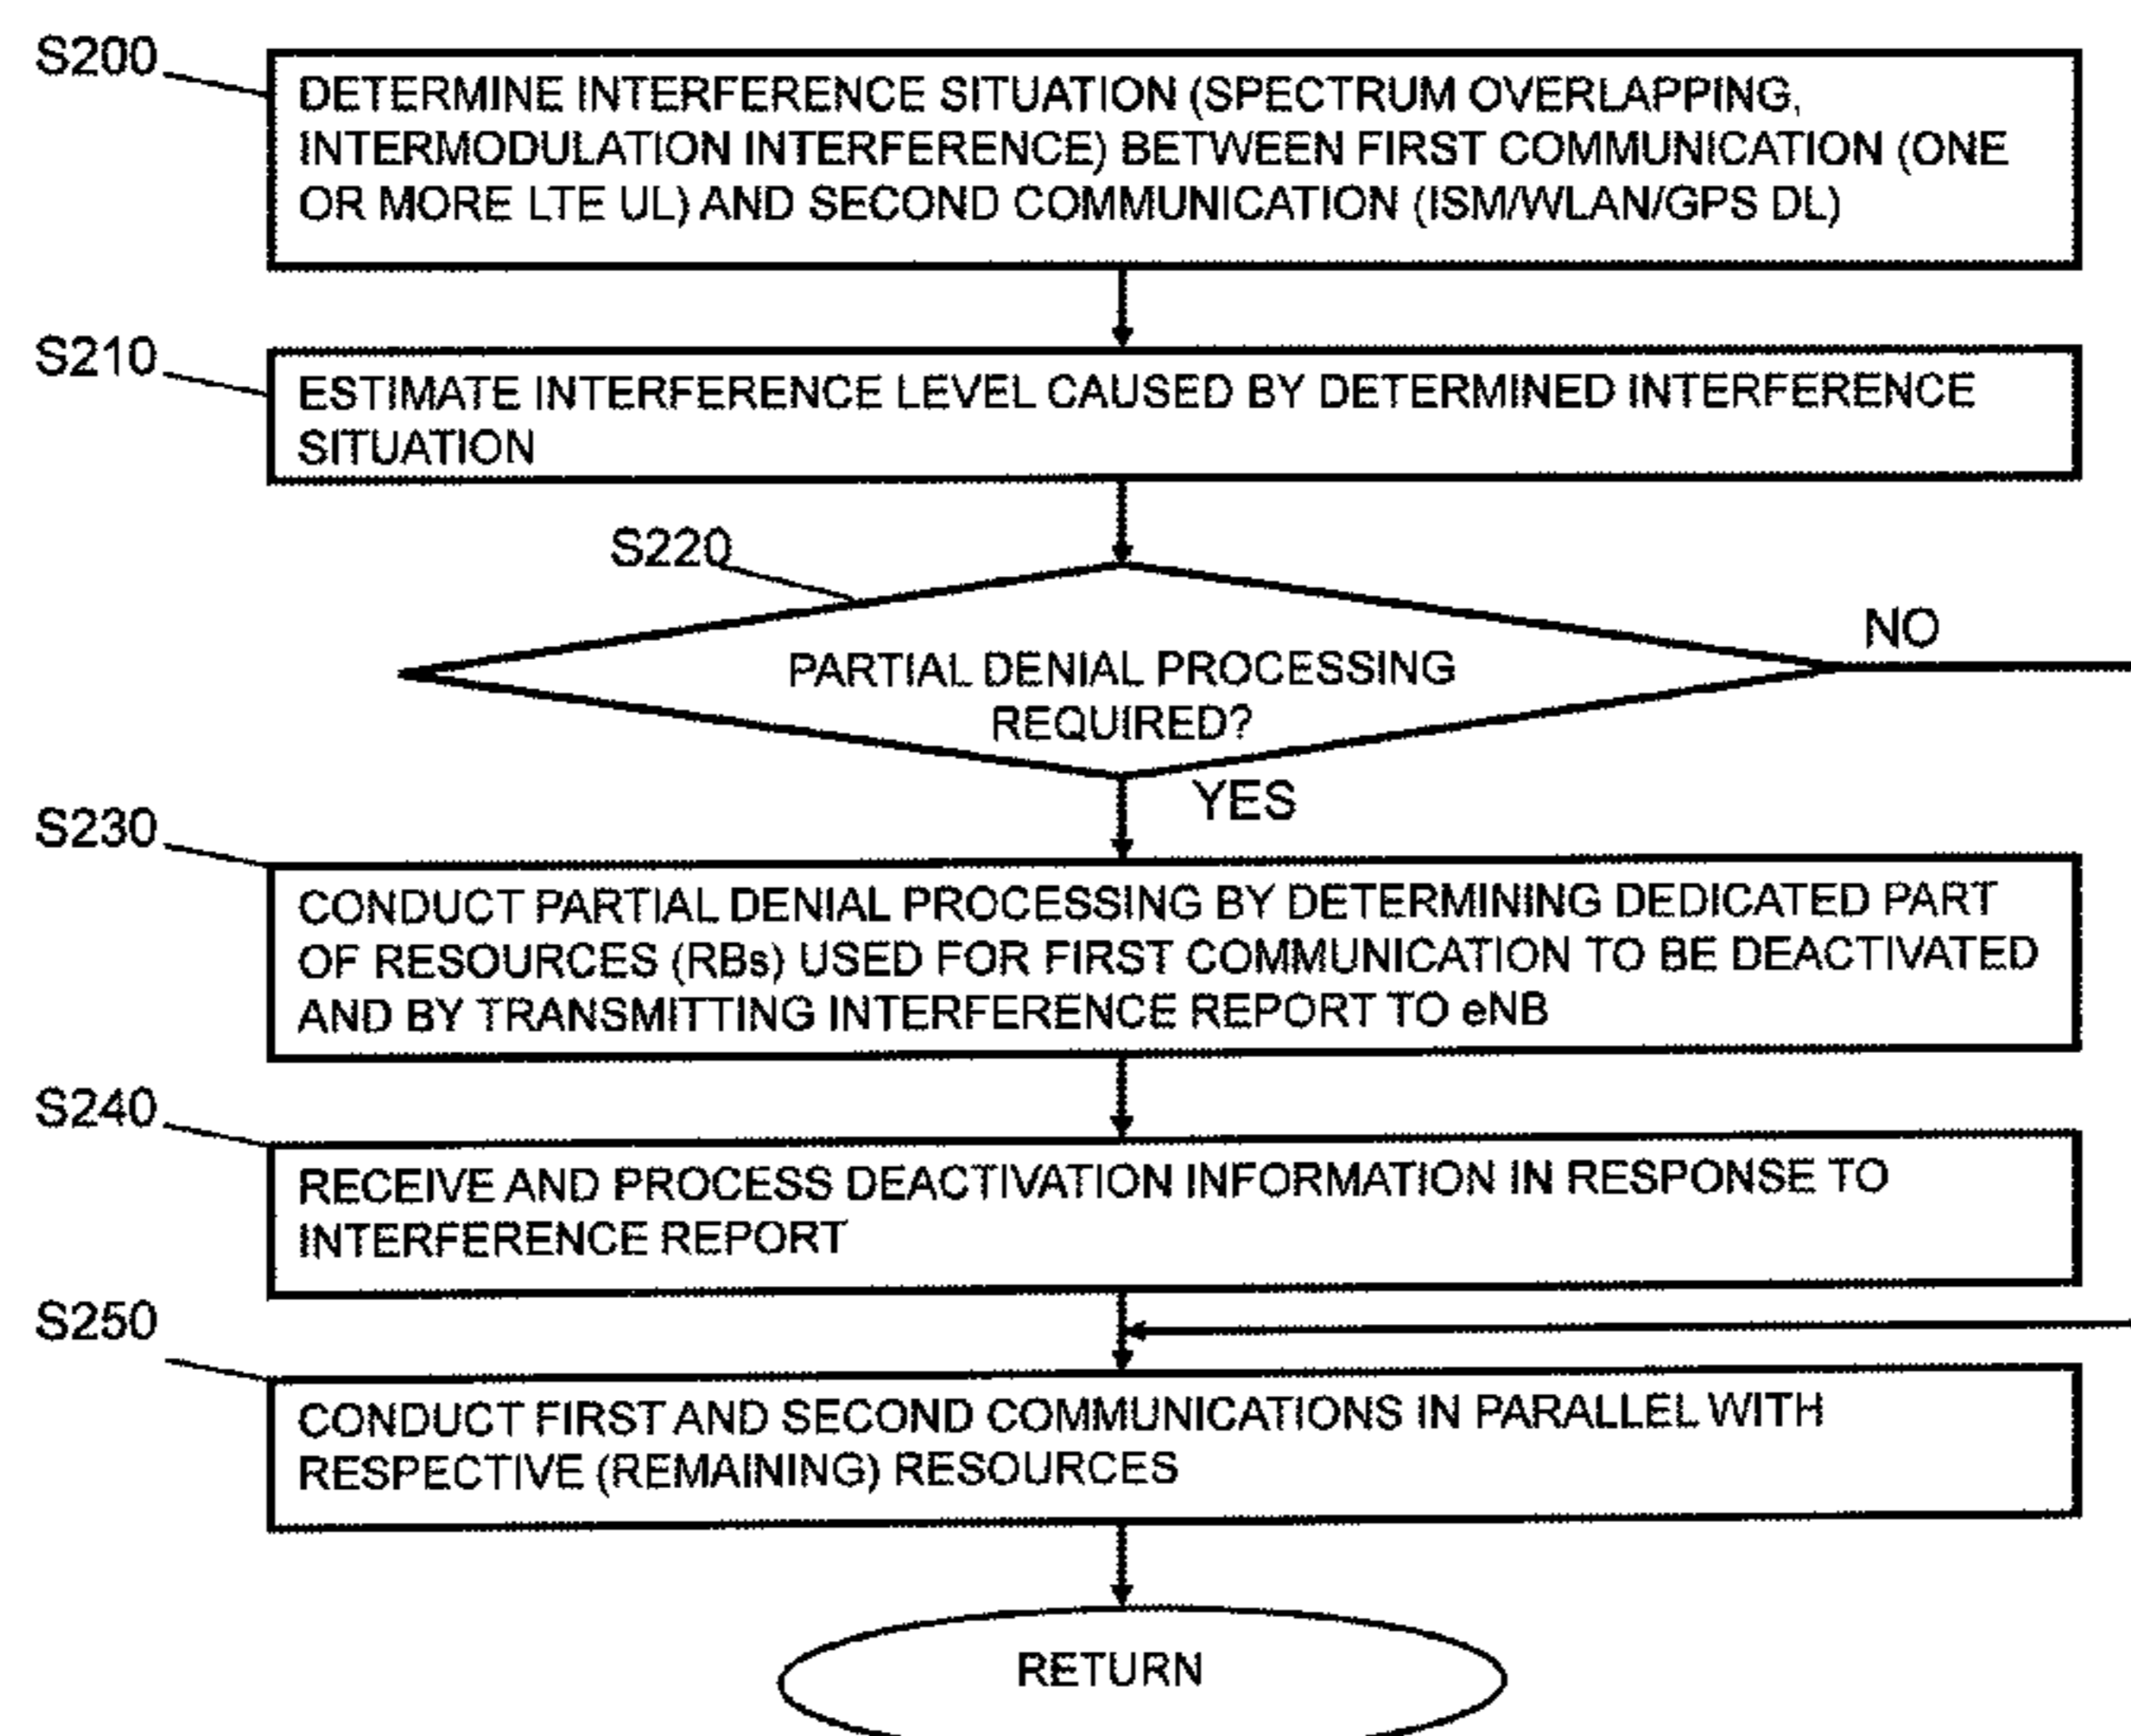 S200
DETERMINE INTERFERENCE SITUATION (SPECTRUM OVERLAPPING,
INTERMODULATION INTERFERENCE) BETWEEN FIRST COMMUNICATION (ONE
OR MORE LTE UL) AND SECOND COMMUNICATION (ISM/WLAN/GPS DL)
S210
ESTIMATE INTERFERENCE LEVEL CAUSED BY DETERMINED INTERFERENCE
SITUATION
S220
NO
PARTIAL DENIAL PROCESSING
REQUIRED?
YES
S230
CONDUCT PARTIAL DENIAL PROCESSING BY DETERMINING DEDICATED PART
OF RESOURCES (RBs) USED FOR FIRST COMMUNICATION TO BE DEACTIVATED
AND BY TRANSMITTING INTERFERENCE REPORT TO eNB
S240
RECEIVE AND PROCESS DEACTIVATION INFORMATION IN RESPONSE TO
INTERFERENCE REPORT
S250
CONDUCT FIRST AND SECOND COMMUNICATIONS IN PARALLEL WITH
RESPECTIVE (REMAINING) RESOURCES
RETURN